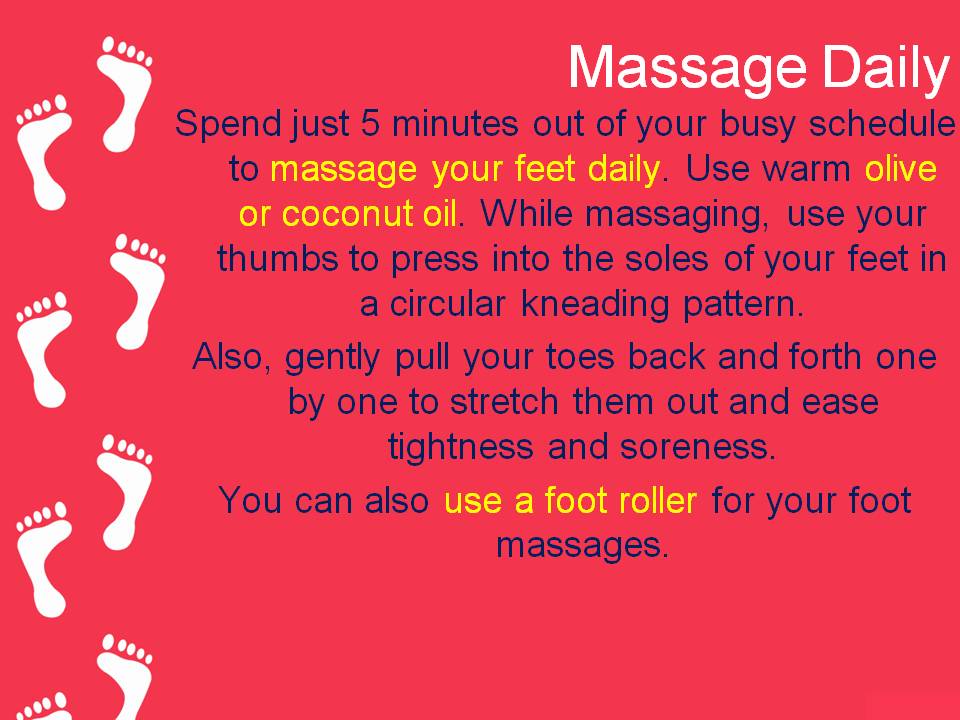 Massage Daily
Spend just 5 minutes out of your busy schedule
to massage your feet daily. Use warm olive
or coconut oil. While massaging, use your
thumbs to press into the soles of your feet in
a circular kneading pattern.
Also, gently pull your toes back and forth one
by one to stretch them out and ease
tightness and soreness.
You can also use a foot roller for your foot
massages.